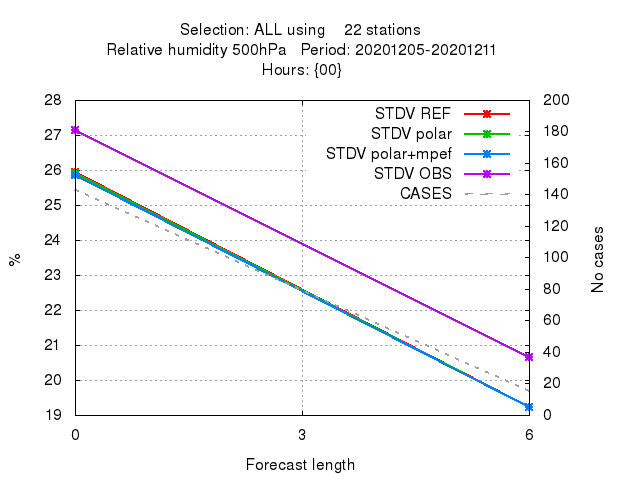 Selection: ALL using 22 stations
Relative humidity 500hPa Period: 20201205-20201211
Hours: {00}
28 200
STDV REF
27 180
STDV polar
26 160
STDV polar+mpef
STDV OBS
25 140
CASES
24 120
23 100
22 80
21 60
20 40
19 20
0
%
No cases
0 3 6
Forecast length